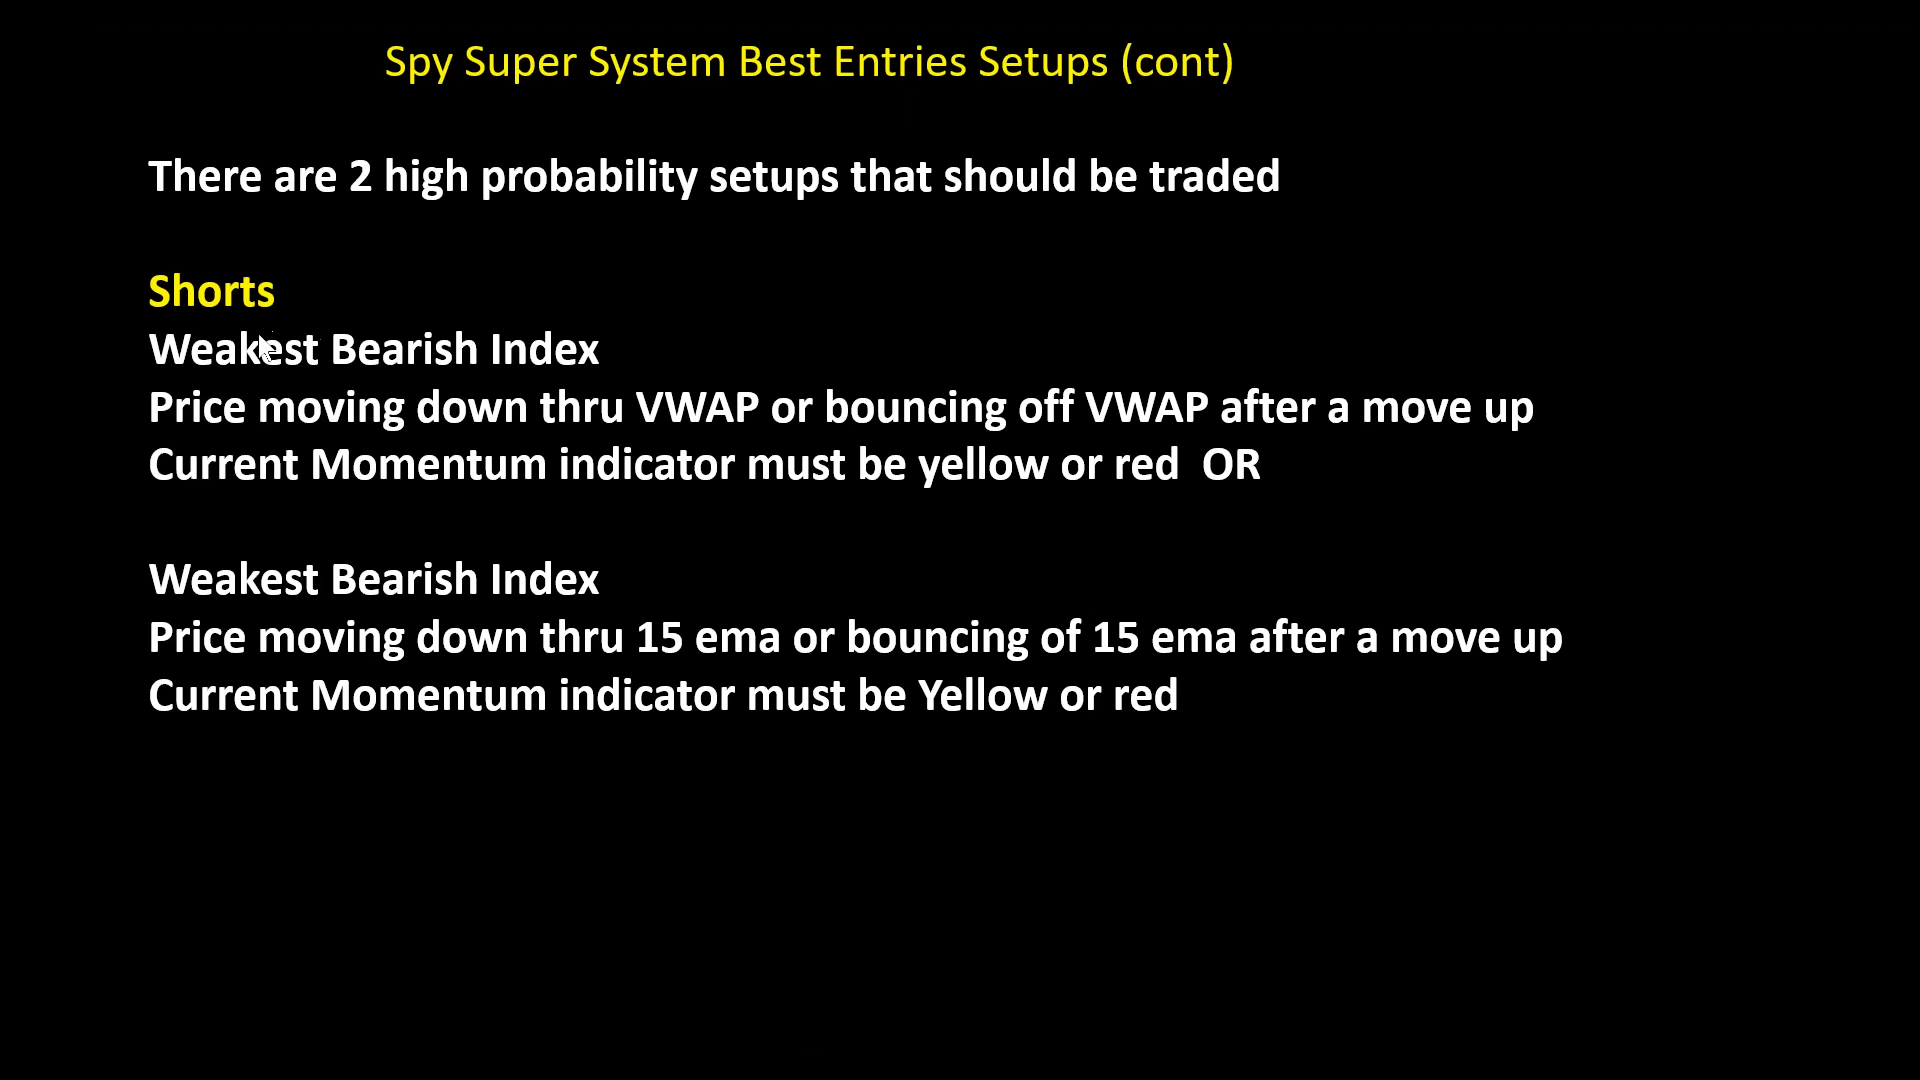 Spy Super System Best Entries Setups (cont)
There are 2 high probability setups that should be traded
Shorts
Weakest Bearish Index
Price moving down thru VWAP or bouncing off VWAP after a move up
Current Momentum indicator must be yellow or red  OR
Weakest Bearish Index
Price moving down thru 15 ema or bouncing of 15 ema after a move up
Current Momentum indicator must be Yellow or red